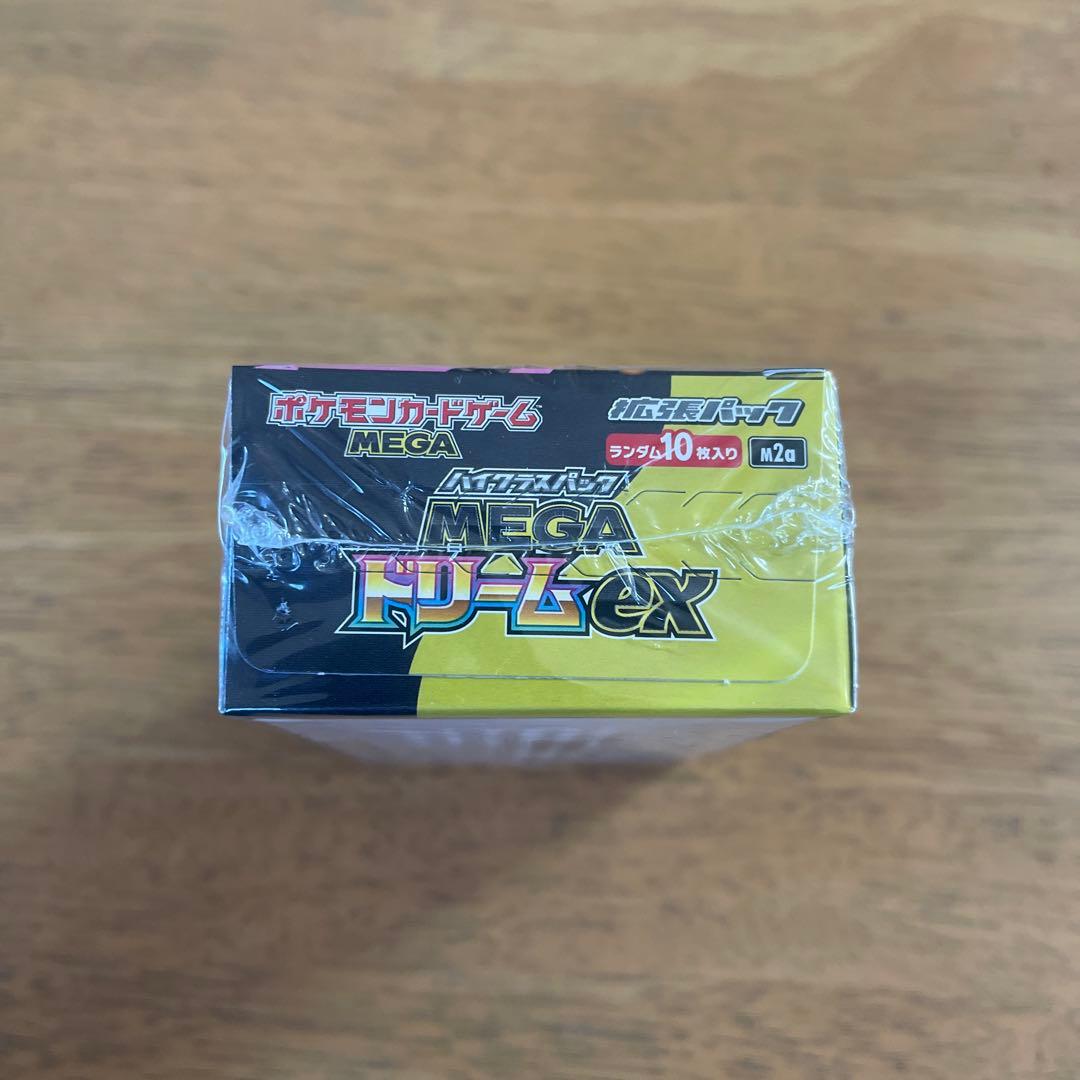 ポケモンカードゲーム
MEGA
拡張パック
ランダム10枚入り M2a
ハイクラスパック
MEGA
ドリームex